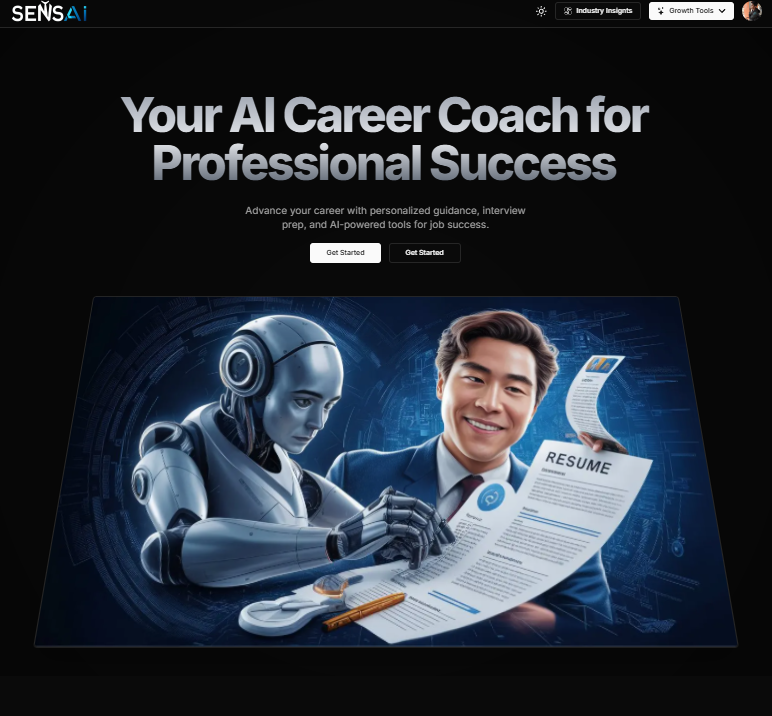 SENSAi
Industry Insights
Growth Tools
Your AI Career Coach for
Professional Success
Advance your career with personalized guidance, interview
prep, and AI-powered tools for job success.
Get Started
Get Started
RESUME